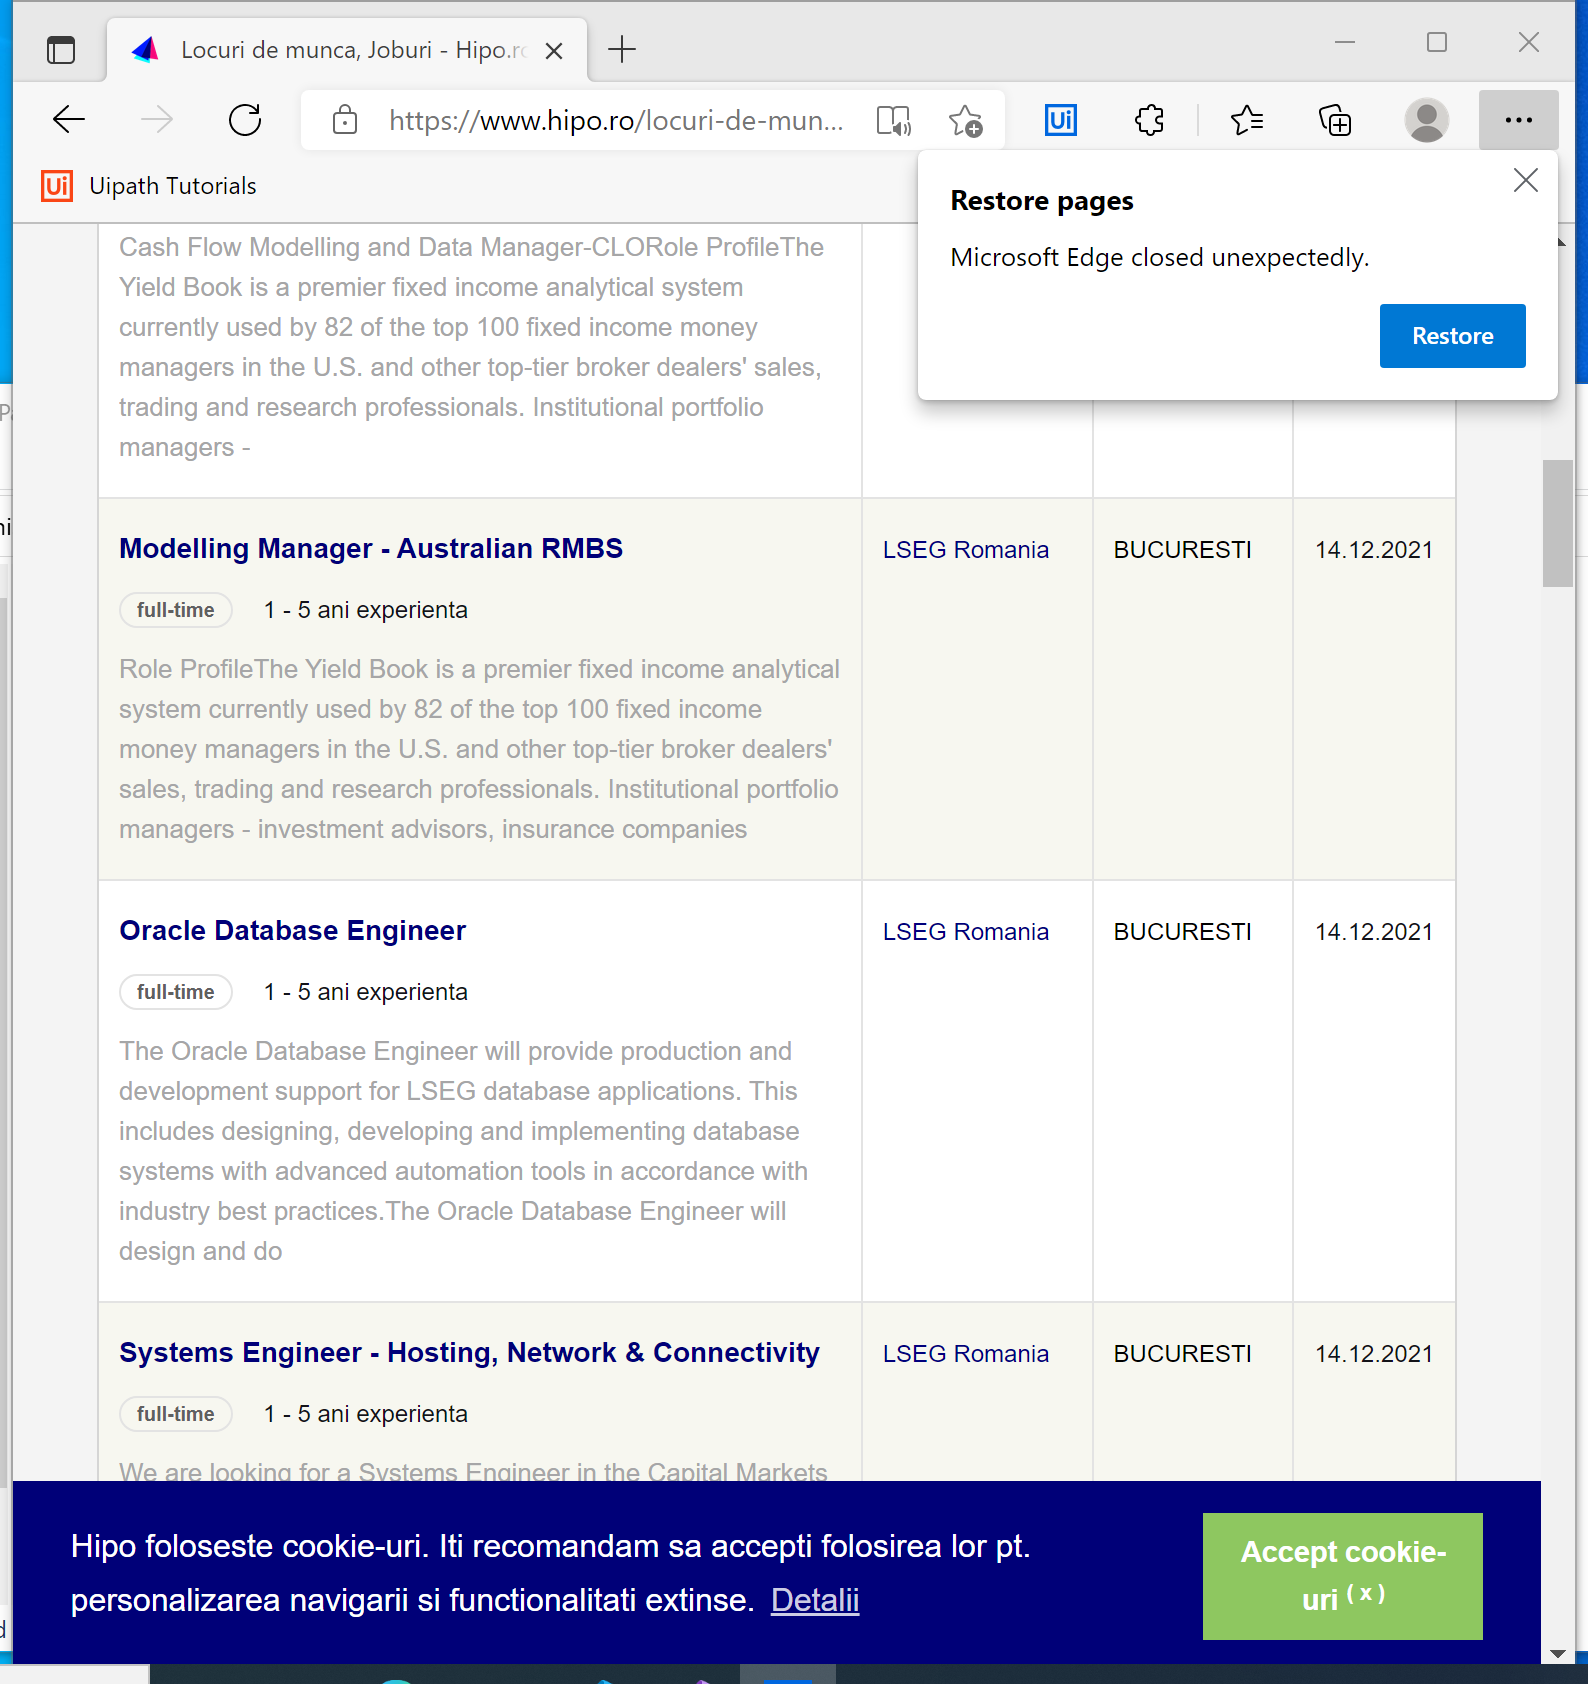 Locuri de munca, Joburi - Hipo.ro
https://www.hipo.ro/locuri-de-mun...
Ui
Ui Uipath Tutorials
Restore pages
Microsoft Edge closed unexpectedly.
Restore
Cash Flow Modelling and Data Manager-CLORole ProfileThe
Yield Book is a premier fixed income analytical system
currently used by 82 of the top 100 fixed income money
managers in the U.S. and other top-tier broker dealers' sales,
trading and research professionals. Institutional portfolio
managers -
Modelling Manager - Australian RMBS LSEG Romania BUCURESTI 14.12.2021
full-time 1 - 5 ani experienta
Role ProfileThe Yield Book is a premier fixed income analytical
system currently used by 82 of the top 100 fixed income
money managers in the U.S. and other top-tier broker dealers'
sales, trading and research professionals. Institutional portfolio
managers - investment advisors, insurance companies
Oracle Database Engineer LSEG Romania BUCURESTI 14.12.2021
full-time 1 - 5 ani experienta
The Oracle Database Engineer will provide production and
development support for LSEG database applications. This
includes designing, developing and implementing database
systems with advanced automation tools in accordance with
industry best practices.The Oracle Database Engineer will
design and do
Systems Engineer - Hosting, Network & Connectivity LSEG Romania BUCURESTI 14.12.2021
full-time 1 - 5 ani experienta
We are looking for a Systems Engineer in the Capital Markets
Hipo foloseste cookie-uri. Iti recomandam sa accepti folosirea lor pt.
personalizarea navigarii si functionalitati extinse. Detalii
Accept cookie-
uri ( x )